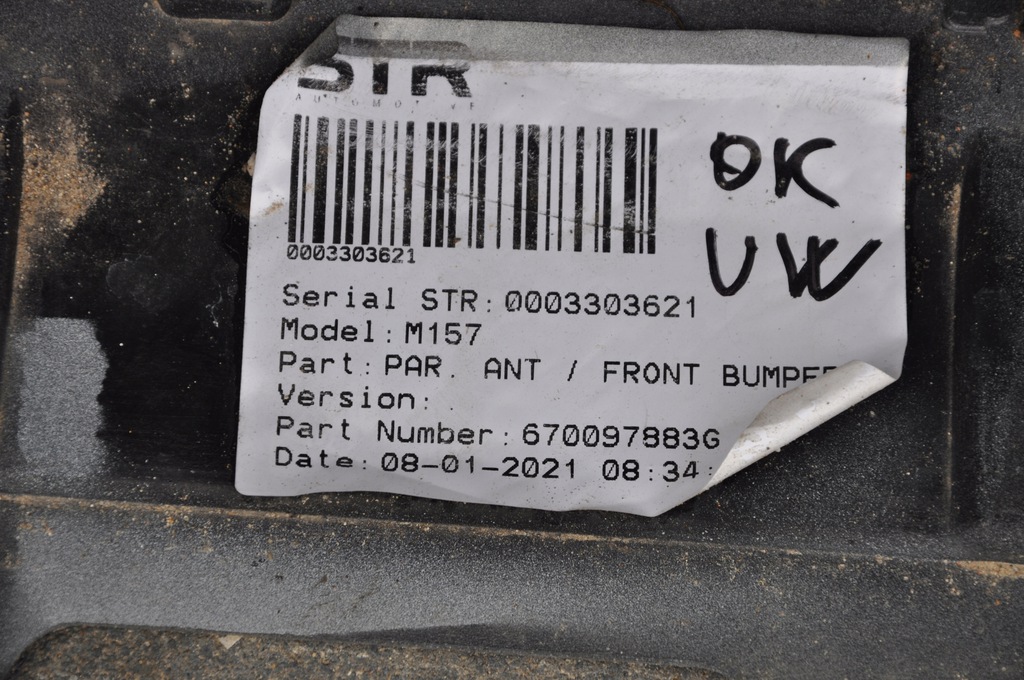 STR
AUTOMOTIVE
OK
UW
0003303621
Serial STR: 0003303621
Model: M157
Part: PAR. ANT / FRONT BUMPER
Version: .
Part Number: 670097883G
Date: 08-01-2021 08:34: